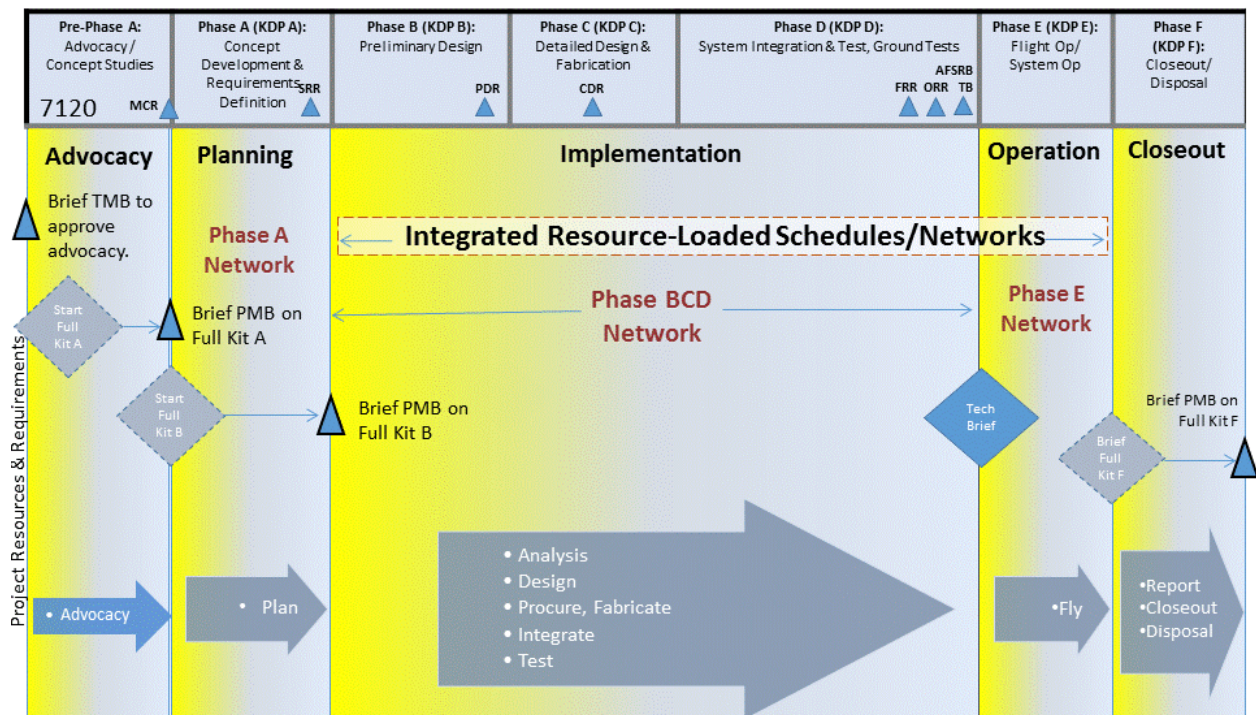 Pre-Phase A:
Advocacy /
Concept Studies
7120
MCR
Phase A (KDP A):
Concept
Development &
Requirements
Definition
SRR
Phase B (KDP B):
Preliminary Design
PDR
Phase C (KDP C):
Detailed Design &
Fabrication
CDR
Phase D (KDP D):
System Integration & Test, Ground Tests
AFSRB
FRR ORR TB
Phase E (KDP E):
Flight Op/
System Op
Phase F
(KDP F):
Closeout/
Disposal
Advocacy
Planning
Implementation
Operation
Closeout
Brief TMB to
approve
advocacy.
Phase A
Network
Integrated Resource-Loaded Schedules/Networks
Phase BCD
Network
Phase E
Network
Start
Full
Kit A
Brief PMB on
Full Kit A
Start
Full
Kit B
Brief PMB on
Full Kit B
Tech
Brief
Brief
Full
Kit F
Brief PMB on
Full Kit F
Project Resources & Requirements
• Advocacy
• Plan
• Analysis
• Design
• Procure, Fabricate
• Integrate
• Test
•Fly
•Report
•Closeout
•Disposal